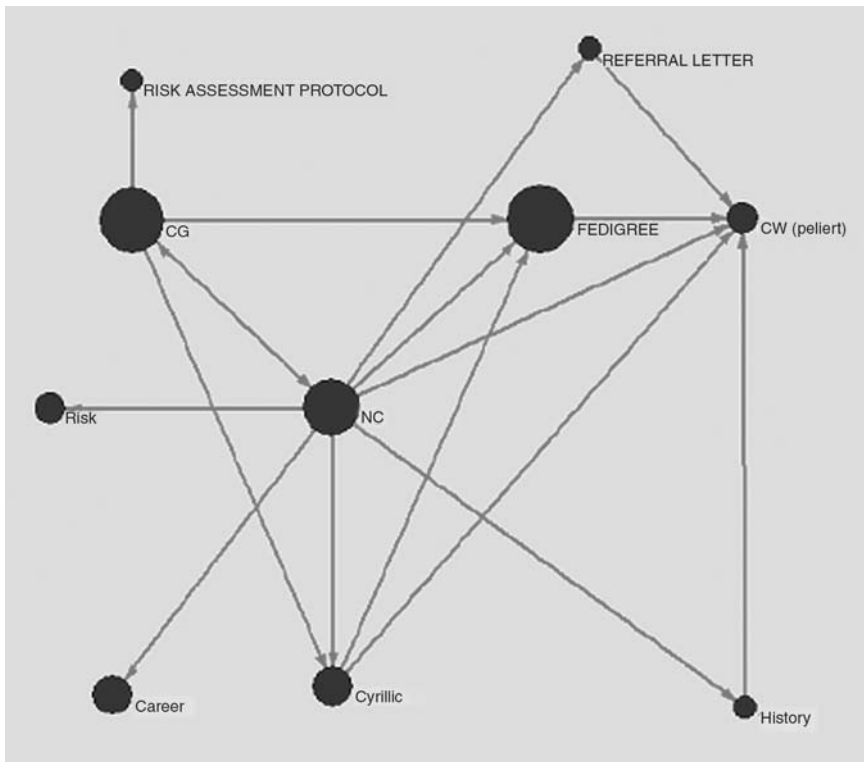 REFERRAL LETTER
RISK ASSESSMENT PROTOCOL
CG
FEDIGREE
CW (peliert)
Risk
NC
Career
Cyrillic
History